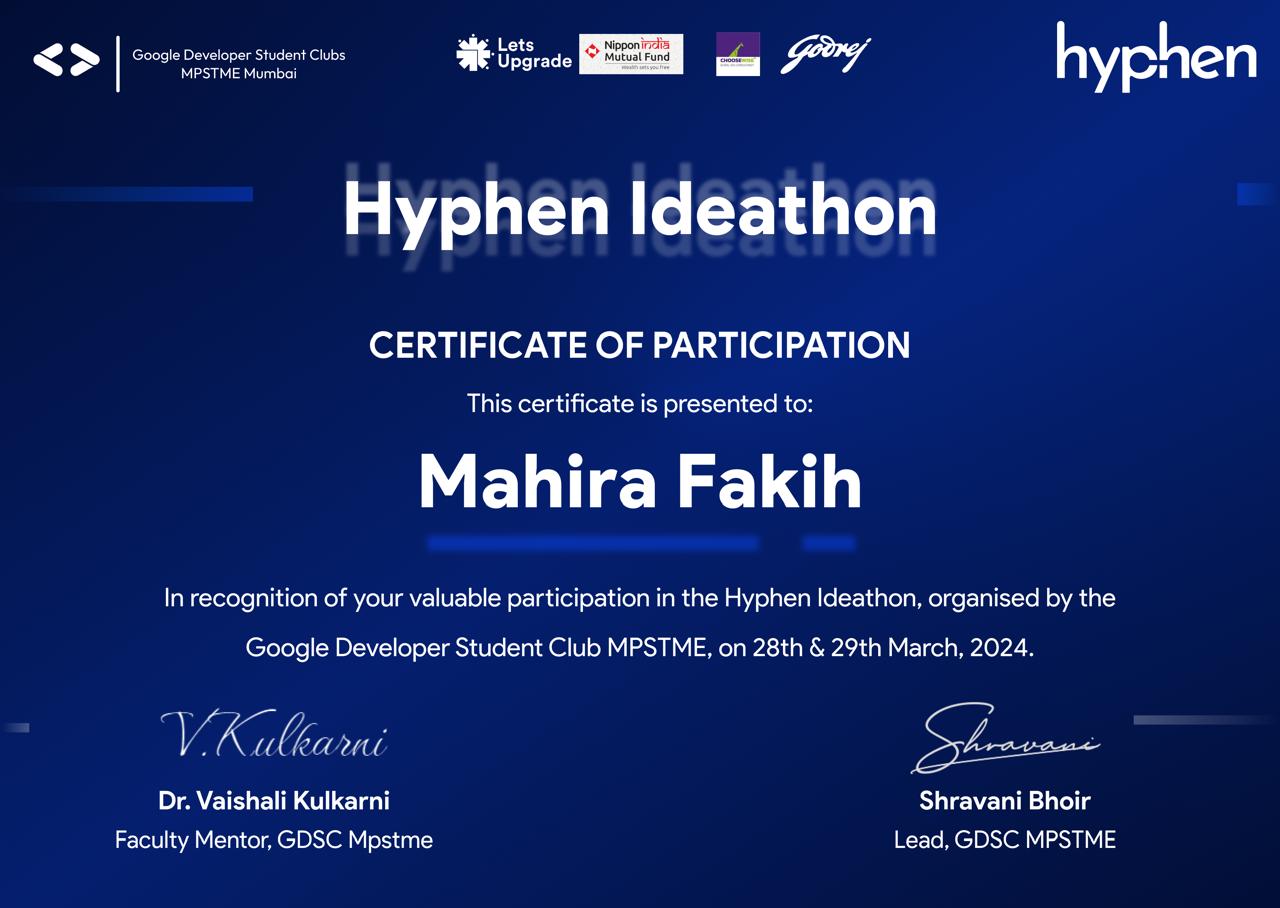 Google Developer Student Clubs
MPSTME Mumbai
Lets
Upgrade
Nippon india
Mutual Fund
Wealth sets you free
CHOOSEWISE
Godrej
hyphen
Hyphen Ideathon
CERTIFICATE OF PARTICIPATION
This certificate is presented to:
Mahira Fakih
In recognition of your valuable participation in the Hyphen Ideathon, organised by the
Google Developer Student Club MPSTME, on 28th & 29th March, 2024.
V.Kulkarni
Shravani
Dr. Vaishali Kulkarni
Shravani Bhoir
Faculty Mentor, GDSC Mpstme
Lead, GDSC MPSTME